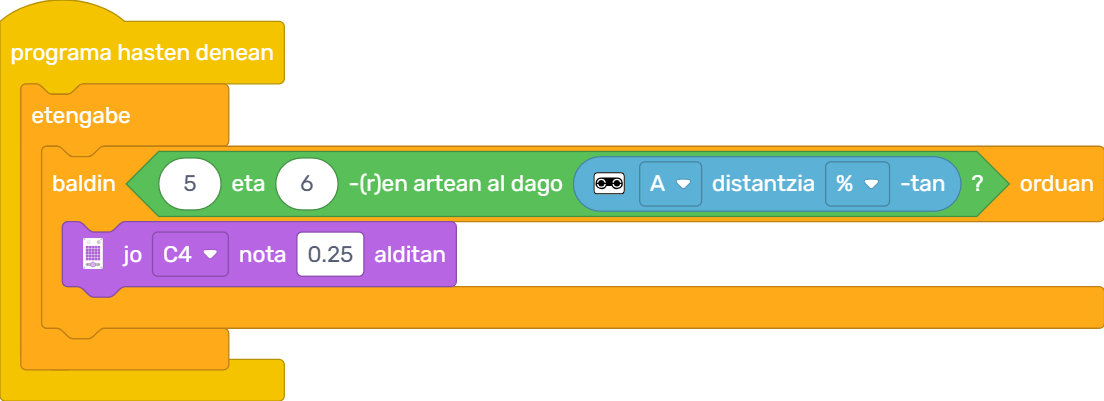 programa hasten denean
etengabe
baldin 5 eta 6 -(r)en artean al dago A distantzia % -tan ? orduan
jo C4 nota 0.25 alditan